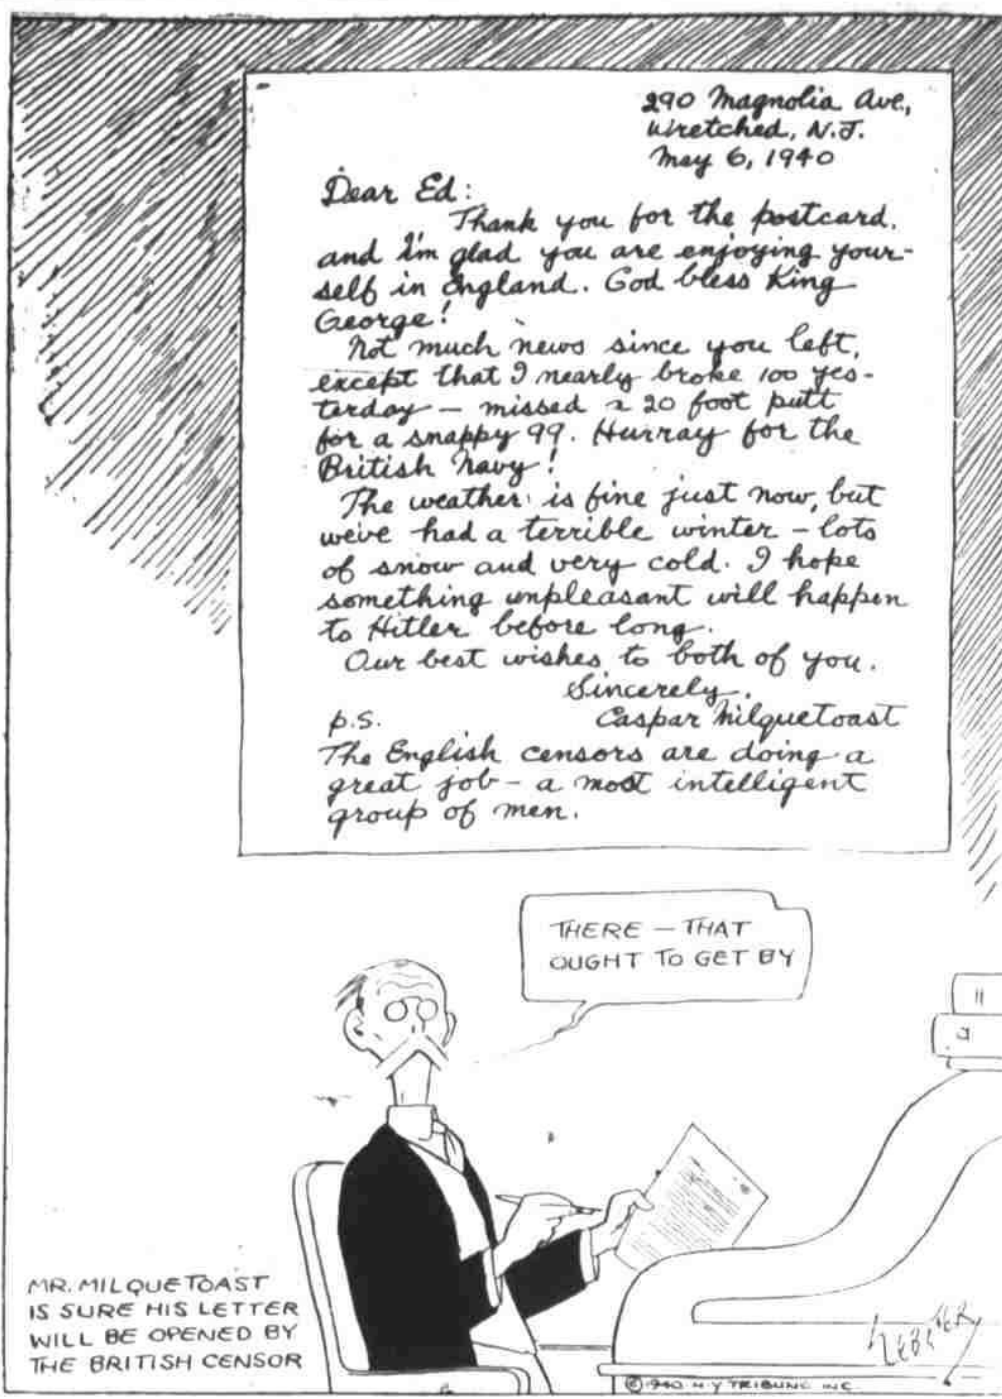 290 Magnolia Ave.,
Wretched, N.J.
May 6, 1940
Dear Ed:
Thank you for the postcard,
and I'm glad you are enjoying your-
self in England. God bless King
George!
Not much news since you left,
except that I nearly broke 100 yes-
terday — missed a 20 foot putt
for a snappy 99. Hurray for the
British Navy!
The weather is fine just now, but
we've had a terrible winter – lots
of snow and very cold. I hope
something unpleasant will happen
to Hitler before long.
Our best wishes to both of you.
Sincerely,
Caspar Milquetoast
p.s.
The English censors are doing a
great job – a most intelligent
group of men.
THERE — THAT
OUGHT TO GET BY
MR. MILQUETOAST
IS SURE HIS LETTER
WILL BE OPENED BY
THE BRITISH CENSOR
WEBSTER
© 1940 N.Y. TRIBUNE INC.